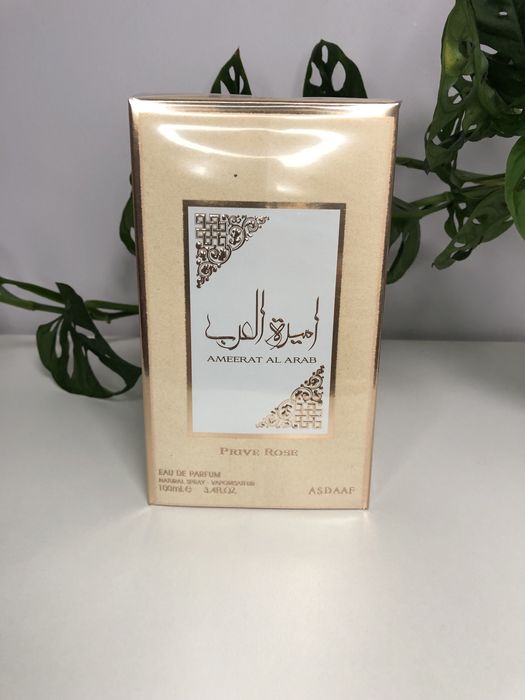 اميرة العرب
AMEERAT AL ARAB
PRIVE ROSE
EAU DE PARFUM
NATURAL SPRAY - VAPORISATEUR
100mL e 3.4FL.OZ.
ASDAAF